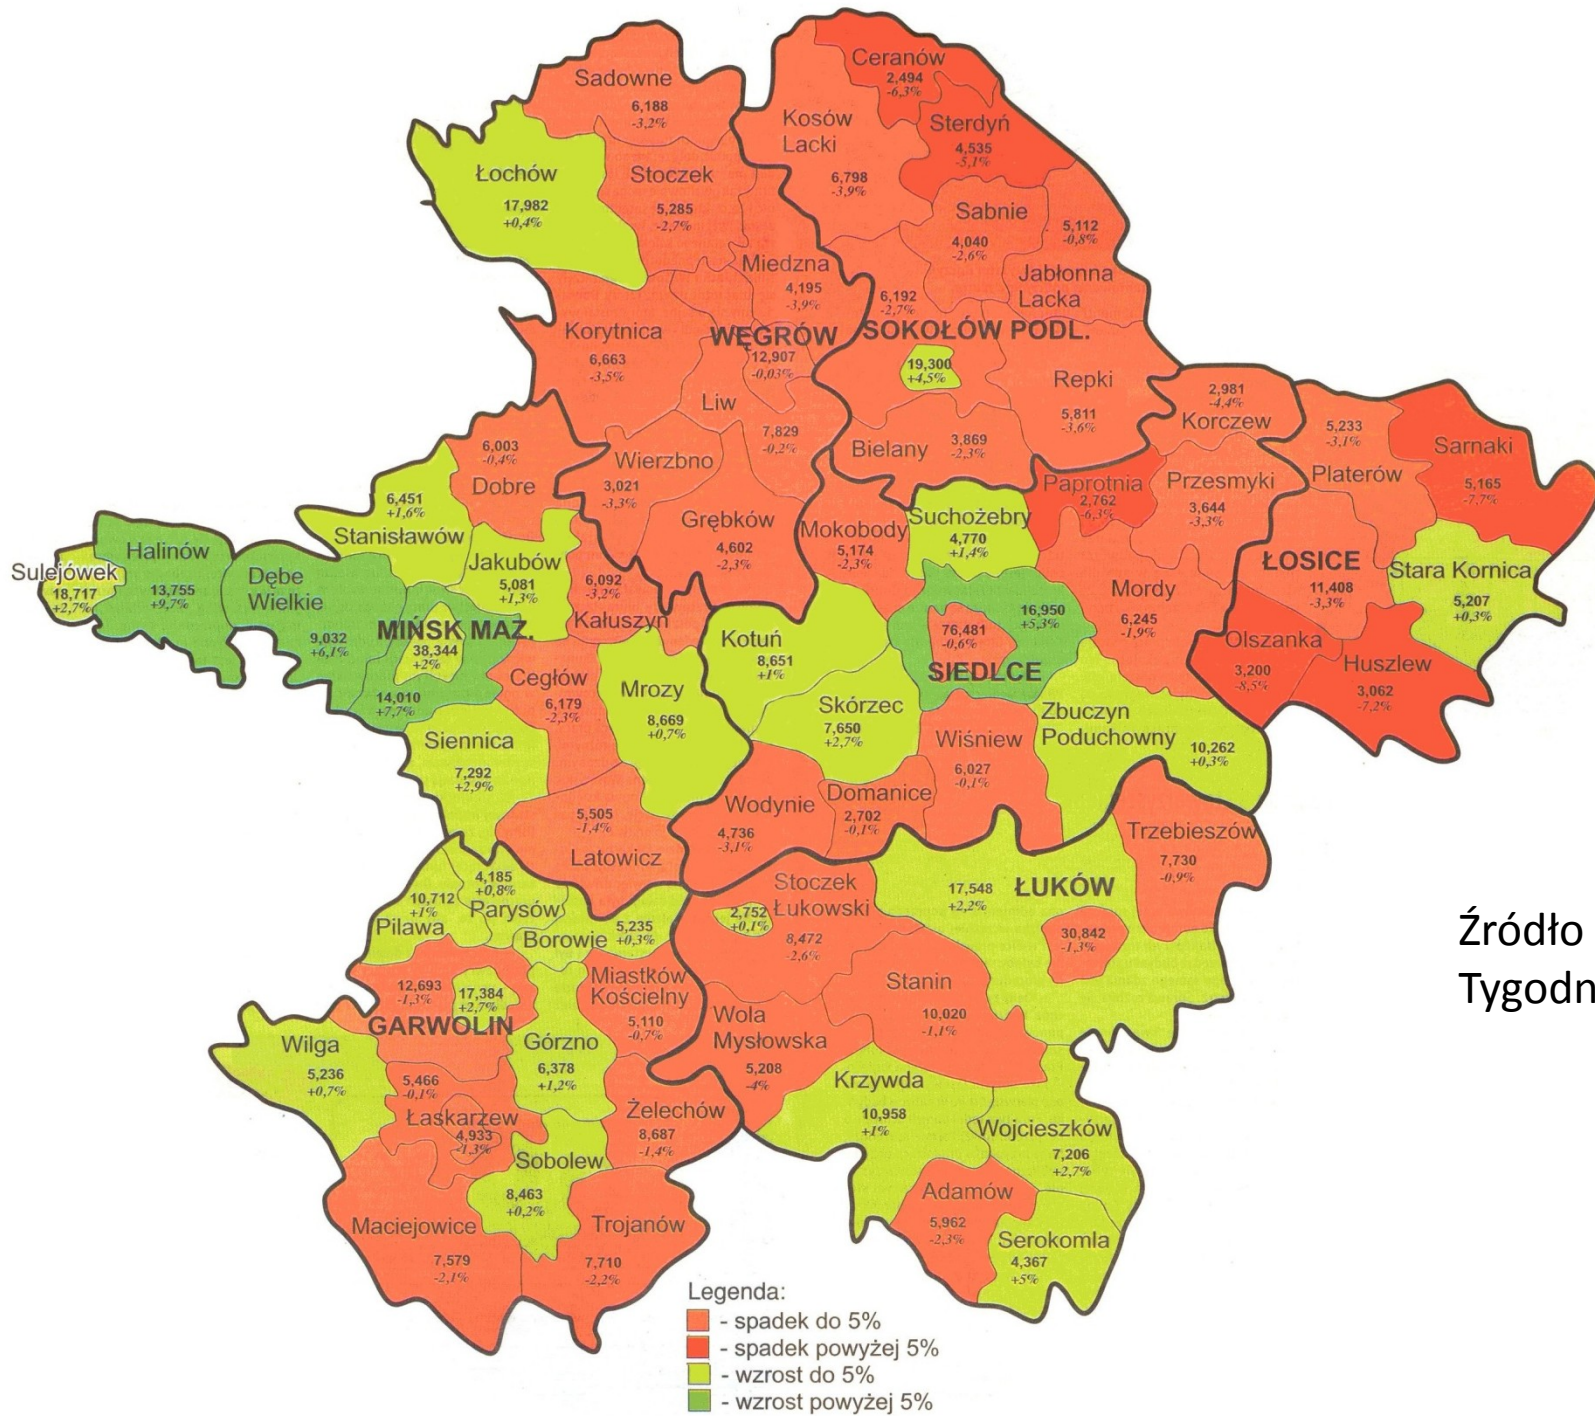 Ceranów
2,494
-6,3%
Sadowne
6,188
-3,2%
Kosów
Lacki
6,798
-3,9%
Sterdyń
4,535
-5,1%
Łochów
17,982
+0,4%
Stoczek
5,285
-2,7%
Sabnie
4,040
-2,6%
5,112
-0,8%
Jabłonna
Lacka
Miedzna
4,195
-3,9%
6,192
-2,7%
Korytnica
6,663
-3,5%
WĘGRÓW
12,907
-0,03%
SOKOŁÓW PODL.
19,300
+4,5%
Repki
5,811
-3,6%
2,981
-4,4%
Korczew
Liw
7,829
-0,2%
5,233
-3,1%
Platerów
Sarnaki
5,165
-7,7%
6,003
-0,4%
Dobre
Wierzbno
3,021
-3,3%
Bielany
3,869
-2,3%
Paprotnia
2,762
-6,3%
Przesmyki
3,644
-3,3%
6,451
+1,6%
Stanisławów
Grębków
4,602
-2,3%
Mokobody
5,174
-2,3%
Suchożebry
4,770
+1,4%
Sulejówek
18,717
+2,7%
Halinów
13,755
+9,7%
Dębe
Wielkie
9,032
+6,1%
Jakubów
5,081
+1,3%
6,092
-3,2%
Kałuszyn
ŁOSICE
11,408
-3,3%
Stara Kornica
5,207
+0,3%
MIŃSK MAZ.
38,344
+2%
14,010
+7,7%
Kotuń
8,651
+1%
76,481
-0,6%
16,950
+5,3%
SIEDLCE
Mordy
6,245
-1,9%
Olszanka
3,200
-8,5%
Huszlew
3,062
-7,2%
Cegłów
6,179
-2,3%
Mrozy
8,669
+0,7%
Skórzec
7,650
+2,7%
Zbuczyn
Poduchowny
10,262
+0,3%
Siennica
7,292
+2,9%
Wiśniew
6,027
-0,1%
5,505
-1,4%
Latowicz
Wodynie
4,736
-3,1%
Domanice
2,702
-0,1%
Trzebieszów
7,730
-0,9%
10,712
+1%
Pilawa
4,185
+0,8%
Parysów
Borowie
5,235
+0,3%
Stoczek
Łukowski
2,752
+0,1%
8,472
-2,6%
17,548
+2,2%
ŁUKÓW
30,842
-1,3%
Źródło
Tygodn
12,693
-1,3%
17,384
+2,7%
GARWOLIN
Miastków
Kościelny
5,110
-0,7%
Stanin
10,020
-1,1%
Wilga
5,236
+0,7%
Górzno
6,378
+1,2%
Wola
Mysłowska
5,208
-4%
5,466
-0,1%
Łaskarzew
4,933
-1,3%
Żelechów
8,687
-1,4%
Krzywda
10,958
+1%
Wojcieszków
7,206
+2,7%
Sobolew
8,463
+0,2%
Adamów
5,962
-2,3%
Maciejowice
7,579
-2,1%
Trojanów
7,710
-2,2%
Serokomla
4,367
+5%
Legenda:
- spadek do 5%
- spadek powyżej 5%
- wzrost do 5%
- wzrost powyżej 5%